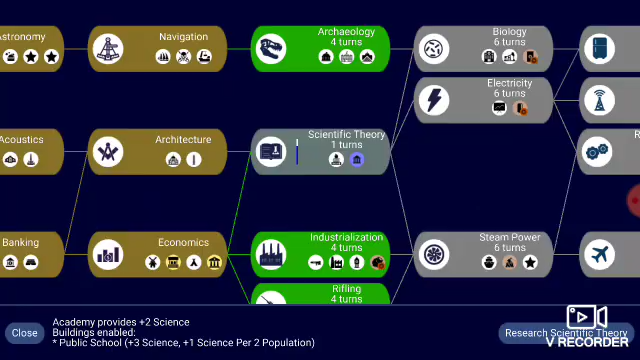 Astronomy
Navigation
Archaeology
4 turns
Biology
6 turns
Electricity
6 turns
Acoustics
Architecture
Scientific Theory
1 turns
Banking
Economics
Industrialization
4 turns
Steam Power
6 turns
Rifling
4 turns
Close
Academy provides +2 Science
Buildings enabled:
* Public School (+3 Science, +1 Science Per 2 Population)
Research Scientific Theory
V RECORDER